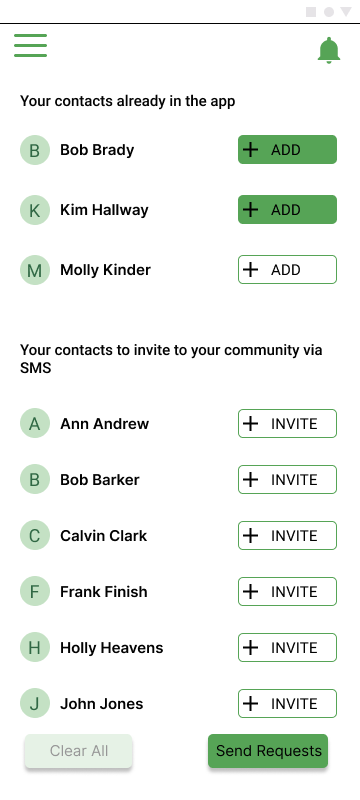 Your contacts already in the app
B Bob Brady + ADD
K Kim Hallway + ADD
M Molly Kinder + ADD
Your contacts to invite to your community via
SMS
A Ann Andrew + INVITE
B Bob Barker + INVITE
C Calvin Clark + INVITE
F Frank Finish + INVITE
H Holly Heavens + INVITE
J John Jones + INVITE
Clear All Send Requests